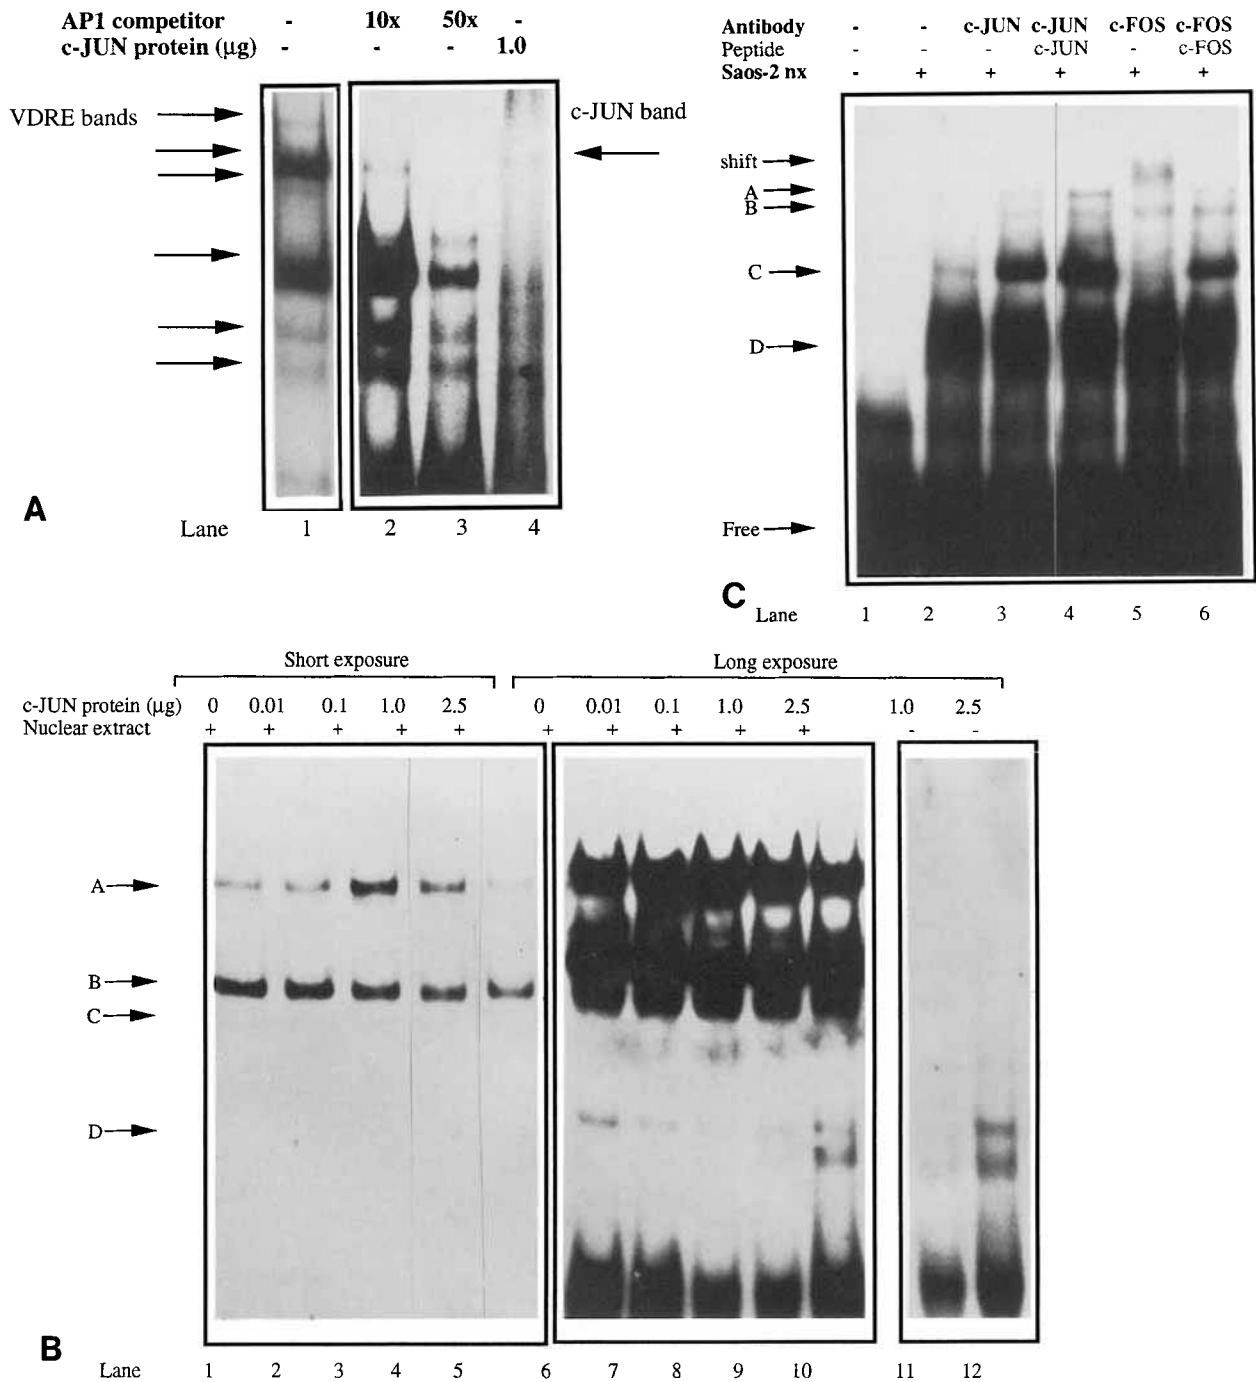 AP1 competitor - 10x 50x -
c-JUN protein (µg) - - - 1.0
VDRE bands
c-JUN band
A
Lane 1 2 3 4
Antibody - - c-JUN c-JUN c-FOS c-FOS
Peptide - - - c-JUN - c-FOS
Saos-2 nx - + + + + +
shift
A
B
C
D
Free
C
Lane 1 2 3 4 5 6
Short exposure Long exposure
c-JUN protein (µg) 0 0.01 0.1 1.0 2.5 0 0.01 0.1 1.0 2.5 1.0 2.5
Nuclear extract + + + + + + + + + + - -
A
B
C
D
B
Lane 1 2 3 4 5 6 7 8 9 10 11 12